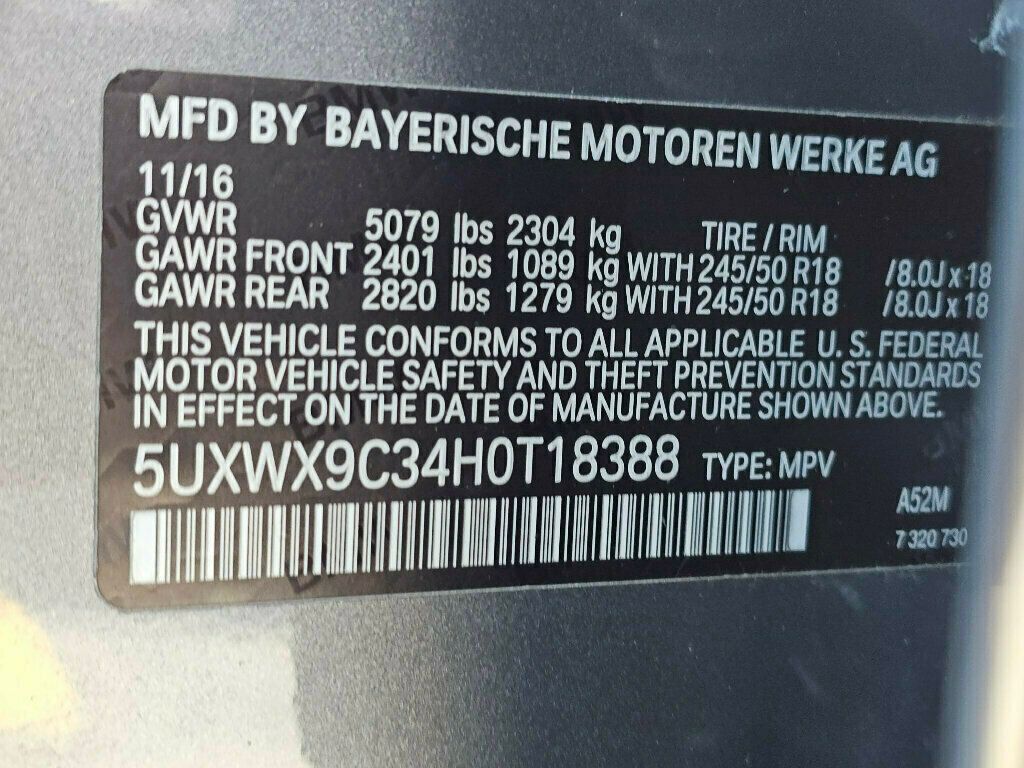 MFD BY BAYERISCHE MOTOREN WERKE AG
11/16
GVWR 5079 lbs 2304 kg TIRE / RIM
GAWR FRONT 2401 lbs 1089 kg WITH 245/50 R18 /8.0J x 18
GAWR REAR 2820 lbs 1279 kg WITH 245/50 R18 /8.0J x 18
THIS VEHICLE CONFORMS TO ALL APPLICABLE U.S. FEDERAL
MOTOR VEHICLE SAFETY AND THEFT PREVENTION STANDARDS
IN EFFECT ON THE DATE OF MANUFACTURE SHOWN ABOVE.
5UXWX9C34H0T18388 TYPE: MPV
A52M
7 320 730